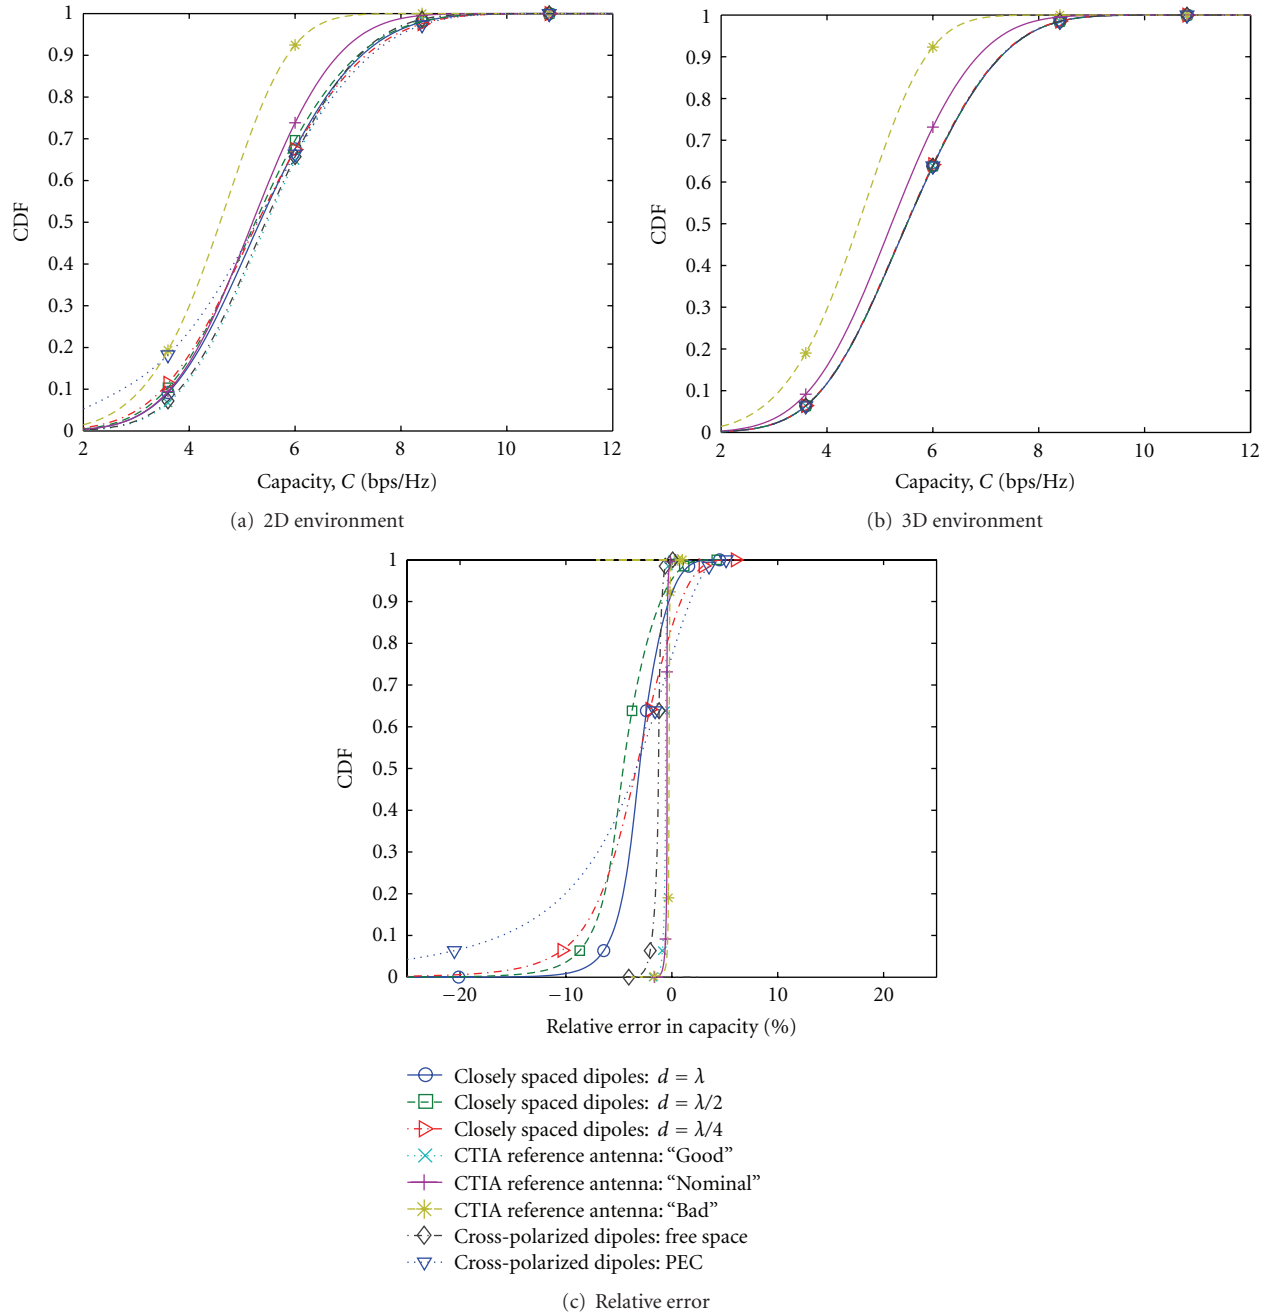 1
0.9
0.8
0.7
0.6
0.5
0.4
0.3
0.2
0.1
0
CDF
2 4 6 8 10 12
Capacity, C (bps/Hz)
(a) 2D environment
1
0.9
0.8
0.7
0.6
0.5
0.4
0.3
0.2
0.1
0
CDF
2 4 6 8 10 12
Capacity, C (bps/Hz)
(b) 3D environment
1
0.9
0.8
0.7
0.6
0.5
0.4
0.3
0.2
0.1
0
CDF
−20 −10 0 10 20
Relative error in capacity (%)
Closely spaced dipoles: d = λ
Closely spaced dipoles: d = λ/2
Closely spaced dipoles: d = λ/4
CTIA reference antenna: “Good”
CTIA reference antenna: “Nominal”
CTIA reference antenna: “Bad”
Cross-polarized dipoles: free space
Cross-polarized dipoles: PEC
(c) Relative error